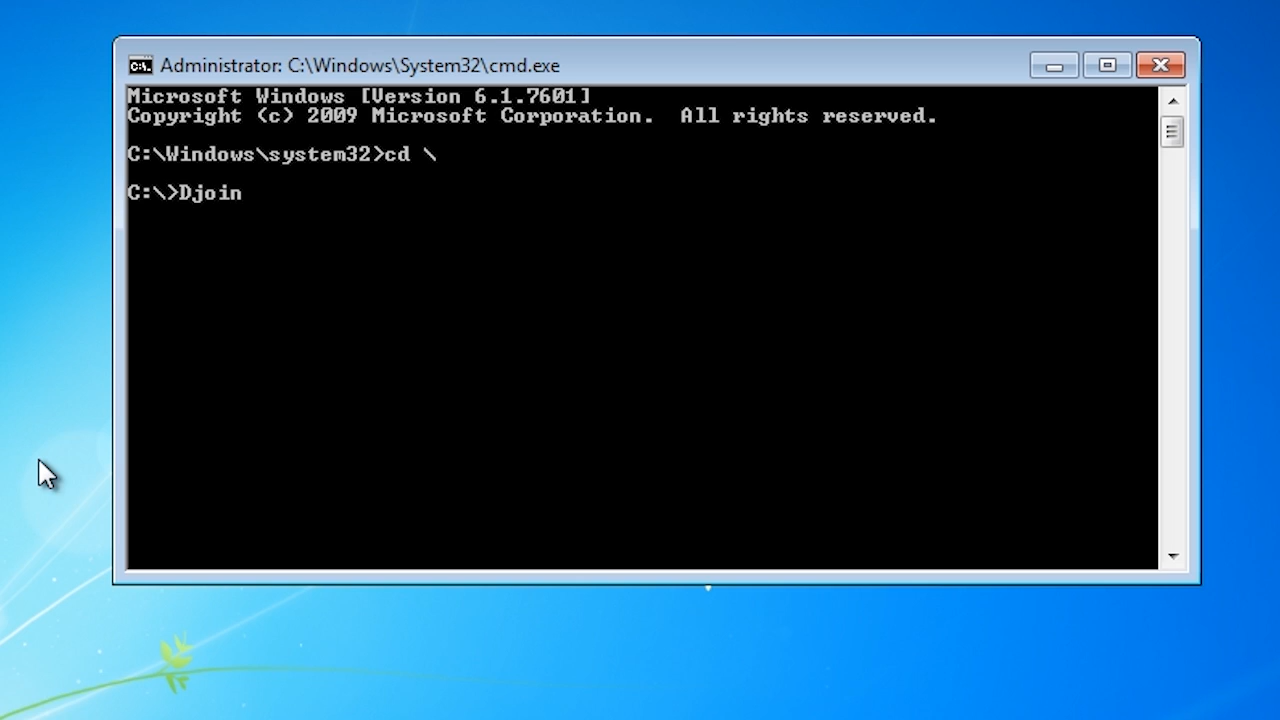 Administrator: C:\Windows\System32\cmd.exe
Microsoft Windows [Version 6.1.7601]
Copyright (c) 2009 Microsoft Corporation.  All rights reserved.
C:\Windows\system32>cd \
C:\>Djoin